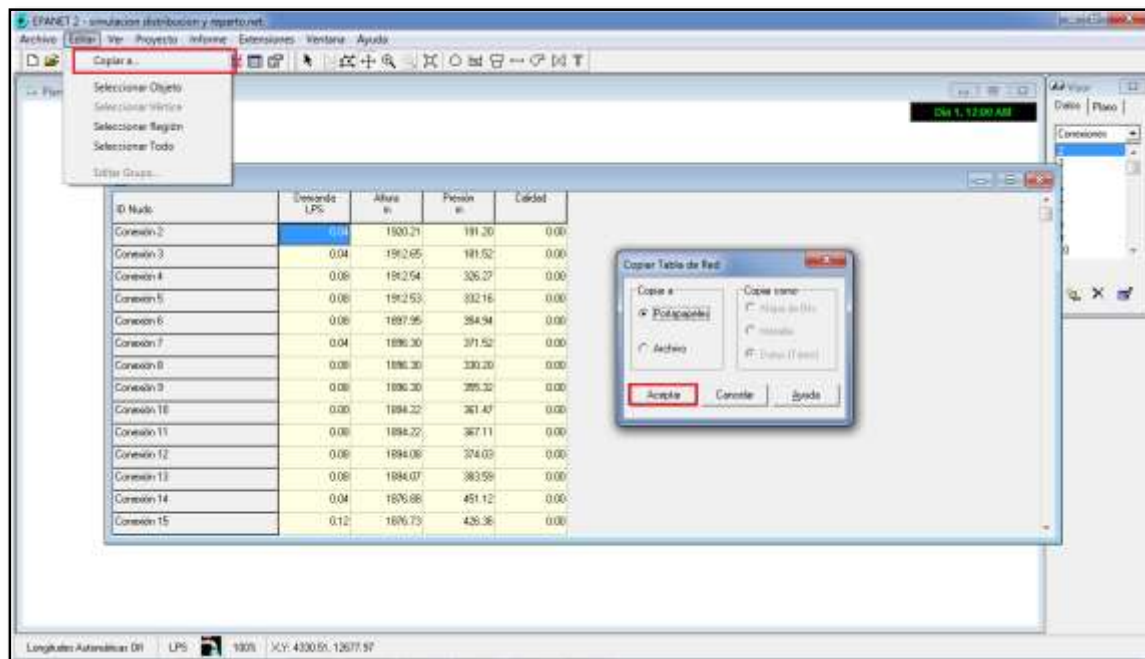 EPANET 2 - simulacion distribucion y reparto.net
Archivo Editar Ver Proyecto Informe Extensiones Ventana Ayuda
Copiar a...
Seleccionar Objeto
Seleccionar Vértice
Seleccionar Región
Seleccionar Todo
Editar Grupo...
Día 1, 12:00 AM
Visor
Datos Plano
Conexiones
ID Nudo Demanda LPS Altura m Presión m Calidad
Conexión 2 0.04 1920.21 191.20 0.00
Conexión 3 0.04 1912.65 181.52 0.00
Conexión 4 0.08 1912.54 326.27 0.00
Conexión 5 0.08 1912.53 332.16 0.00
Conexión 6 0.08 1897.95 354.94 0.00
Conexión 7 0.04 1896.30 371.52 0.00
Conexión 8 0.08 1896.30 330.20 0.00
Conexión 9 0.08 1896.30 395.32 0.00
Conexión 10 0.08 1894.22 361.47 0.00
Conexión 11 0.08 1894.22 367.11 0.00
Conexión 12 0.08 1894.08 374.03 0.00
Conexión 13 0.08 1894.07 383.59 0.00
Conexión 14 0.04 1876.88 451.12 0.00
Conexión 15 0.12 1876.73 426.36 0.00
Copiar Tabla de Red
Copiar a Copiar como
Portapapeles
Archivo Datos (Texto)
Aceptar Cancelar Ayuda
Longitudes Automáticas Off LPS 100% X,Y: 4330.51, 12677.97